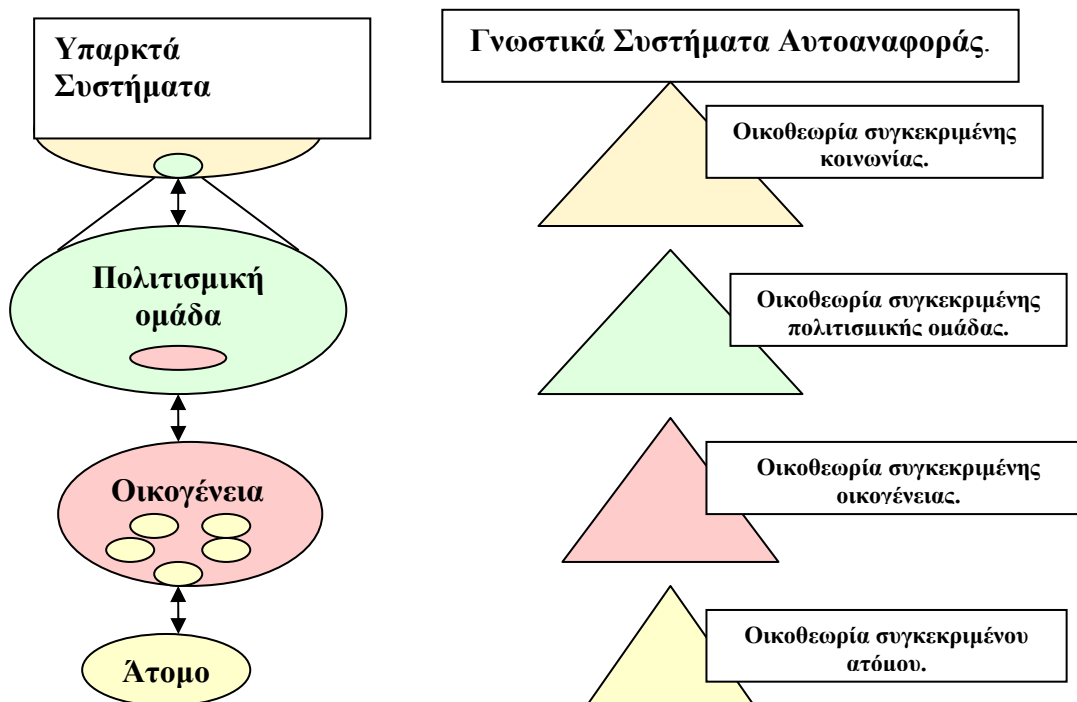 Υπαρκτά
Συστήματα
Γνωστικά Συστήματα Αυτοαναφοράς.
Οικοθεωρία συγκεκριμένης
κοινωνίας.
Πολιτισμική
ομάδα
Οικοθεωρία συγκεκριμένης
πολιτισμικής ομάδας.
Οικογένεια
Οικοθεωρία συγκεκριμένης
οικογένειας.
Άτομο
Οικοθεωρία συγκεκριμένου
ατόμου.